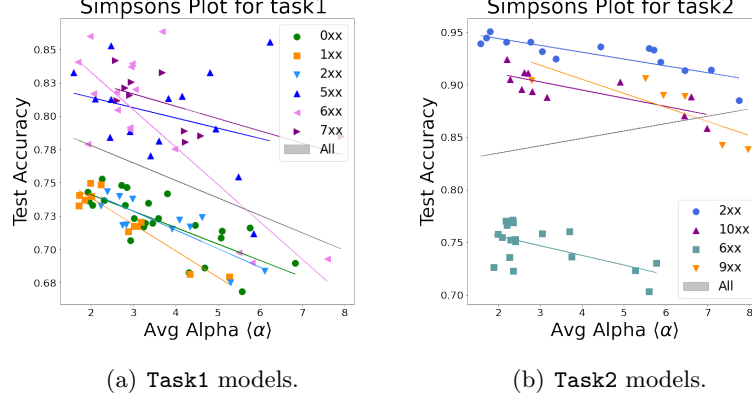 Simpsons Plot for task1
Test Accuracy
0.85
0.83
0.80
0.78
0.75
0.73
0.70
0.68
2 3 4 5 6 7 8
Avg Alpha ⟨α⟩
0xx
1xx
2xx
5xx
6xx
7xx
All
(a) Task1 models.
Simpsons Plot for task2
Test Accuracy
0.95
0.90
0.85
0.80
0.75
0.70
2 3 4 5 6 7 8
Avg Alpha ⟨α⟩
2xx
10xx
6xx
9xx
All
(b) Task2 models.